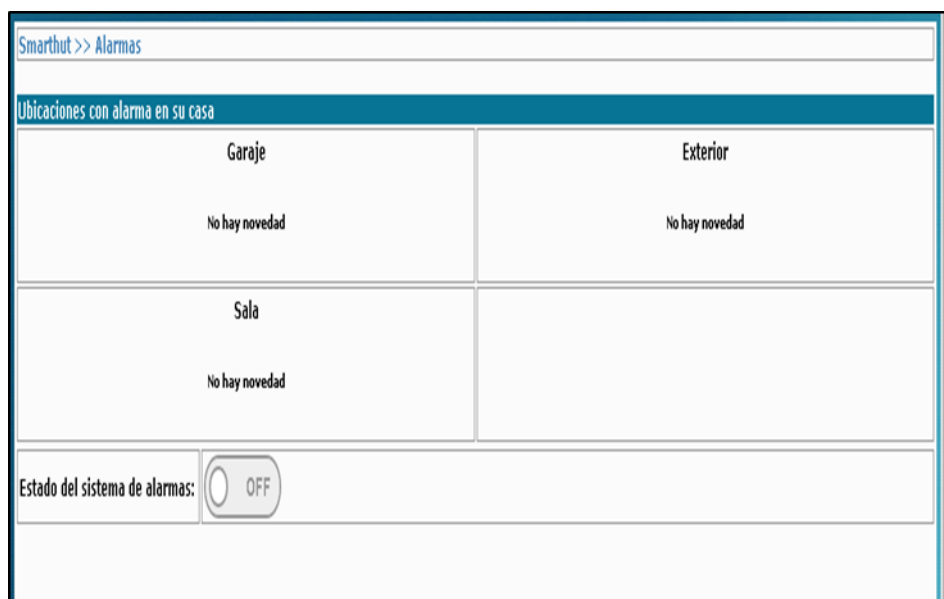 Smarthut >> Alarmas
Ubicaciones con alarma en su casa
Garaje
No hay novedad
Exterior
No hay novedad
Sala
No hay novedad
Estado del sistema de alarmas:
OFF